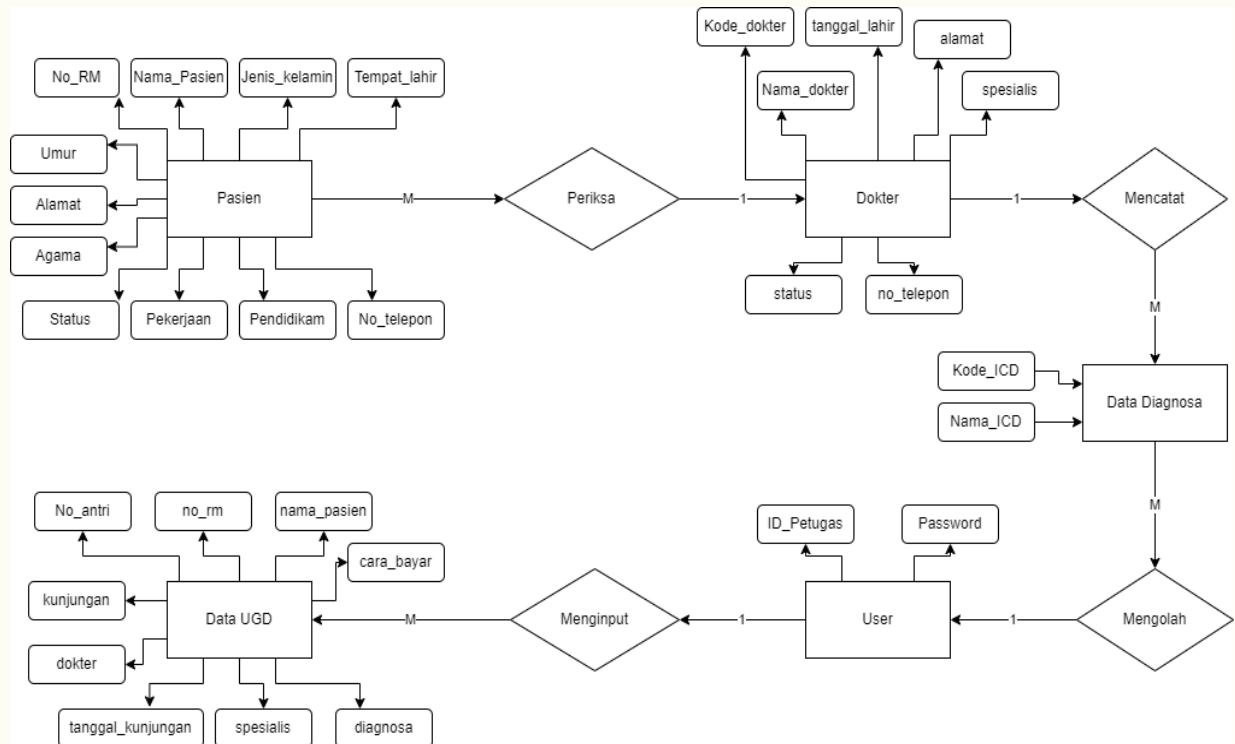 Kode_dokter
tanggal_lahir
alamat
No_RM
Nama_Pasien
Jenis_kelamin
Tempat_lahir
Nama_dokter
spesialis
Umur
Alamat
Agama
Pasien
M
Periksa
1
Dokter
1
Mencatat
Status
Pekerjaan
Pendidikam
No_telepon
status
no_telepon
M
Kode_ICD
Nama_ICD
Data Diagnosa
M
No_antri
no_rm
nama_pasien
cara_bayar
ID_Petugas
Password
kunjungan
dokter
Data UGD
M
Menginput
1
User
1
Mengolah
tanggal_kunjungan
spesialis
diagnosa